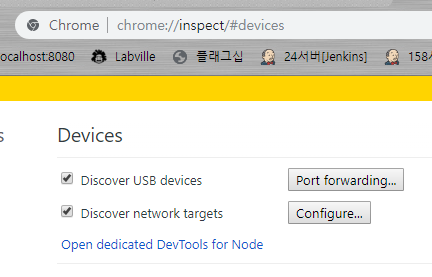 Chrome | chrome://inspect/#devices
localhost:8080 Labville 플래그십 24서버[Jenkins] 158
s Devices
Discover USB devices Port forwarding...
Discover network targets Configure...
Open dedicated DevTools for Node